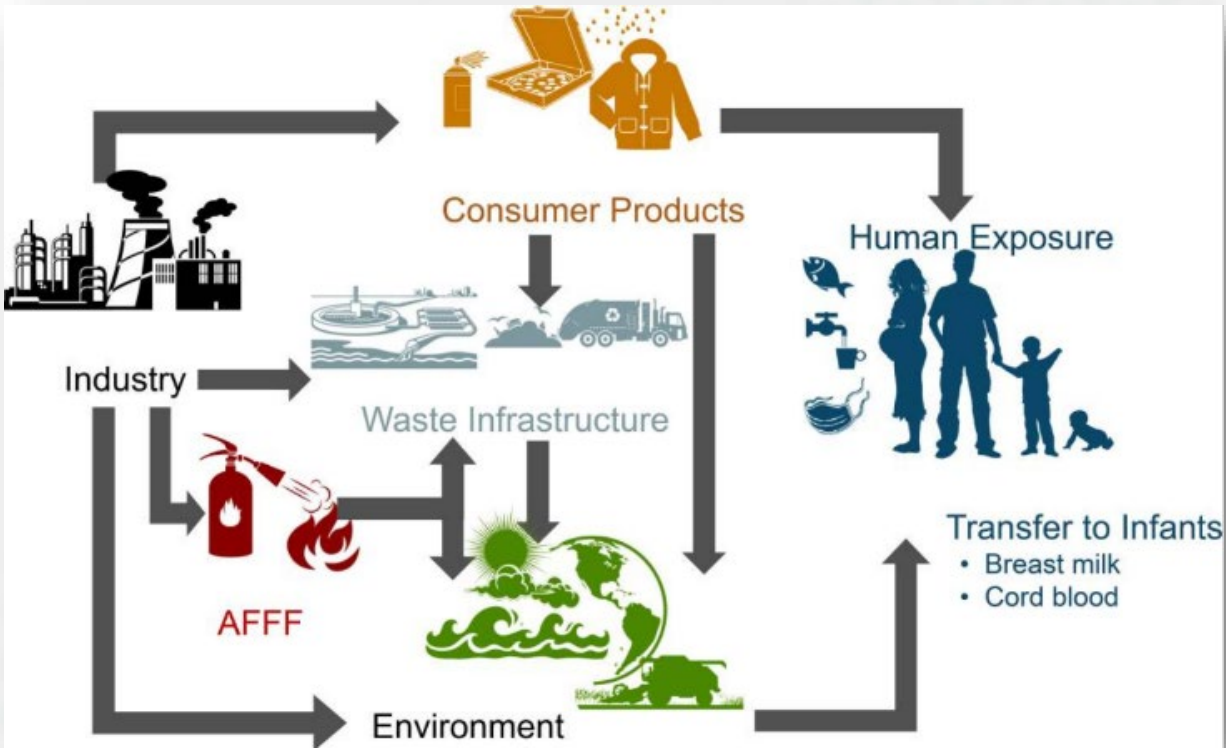 Consumer Products
Human Exposure
Industry
Waste Infrastructure
Transfer to Infants
• Breast milk
• Cord blood
AFFF
Environment